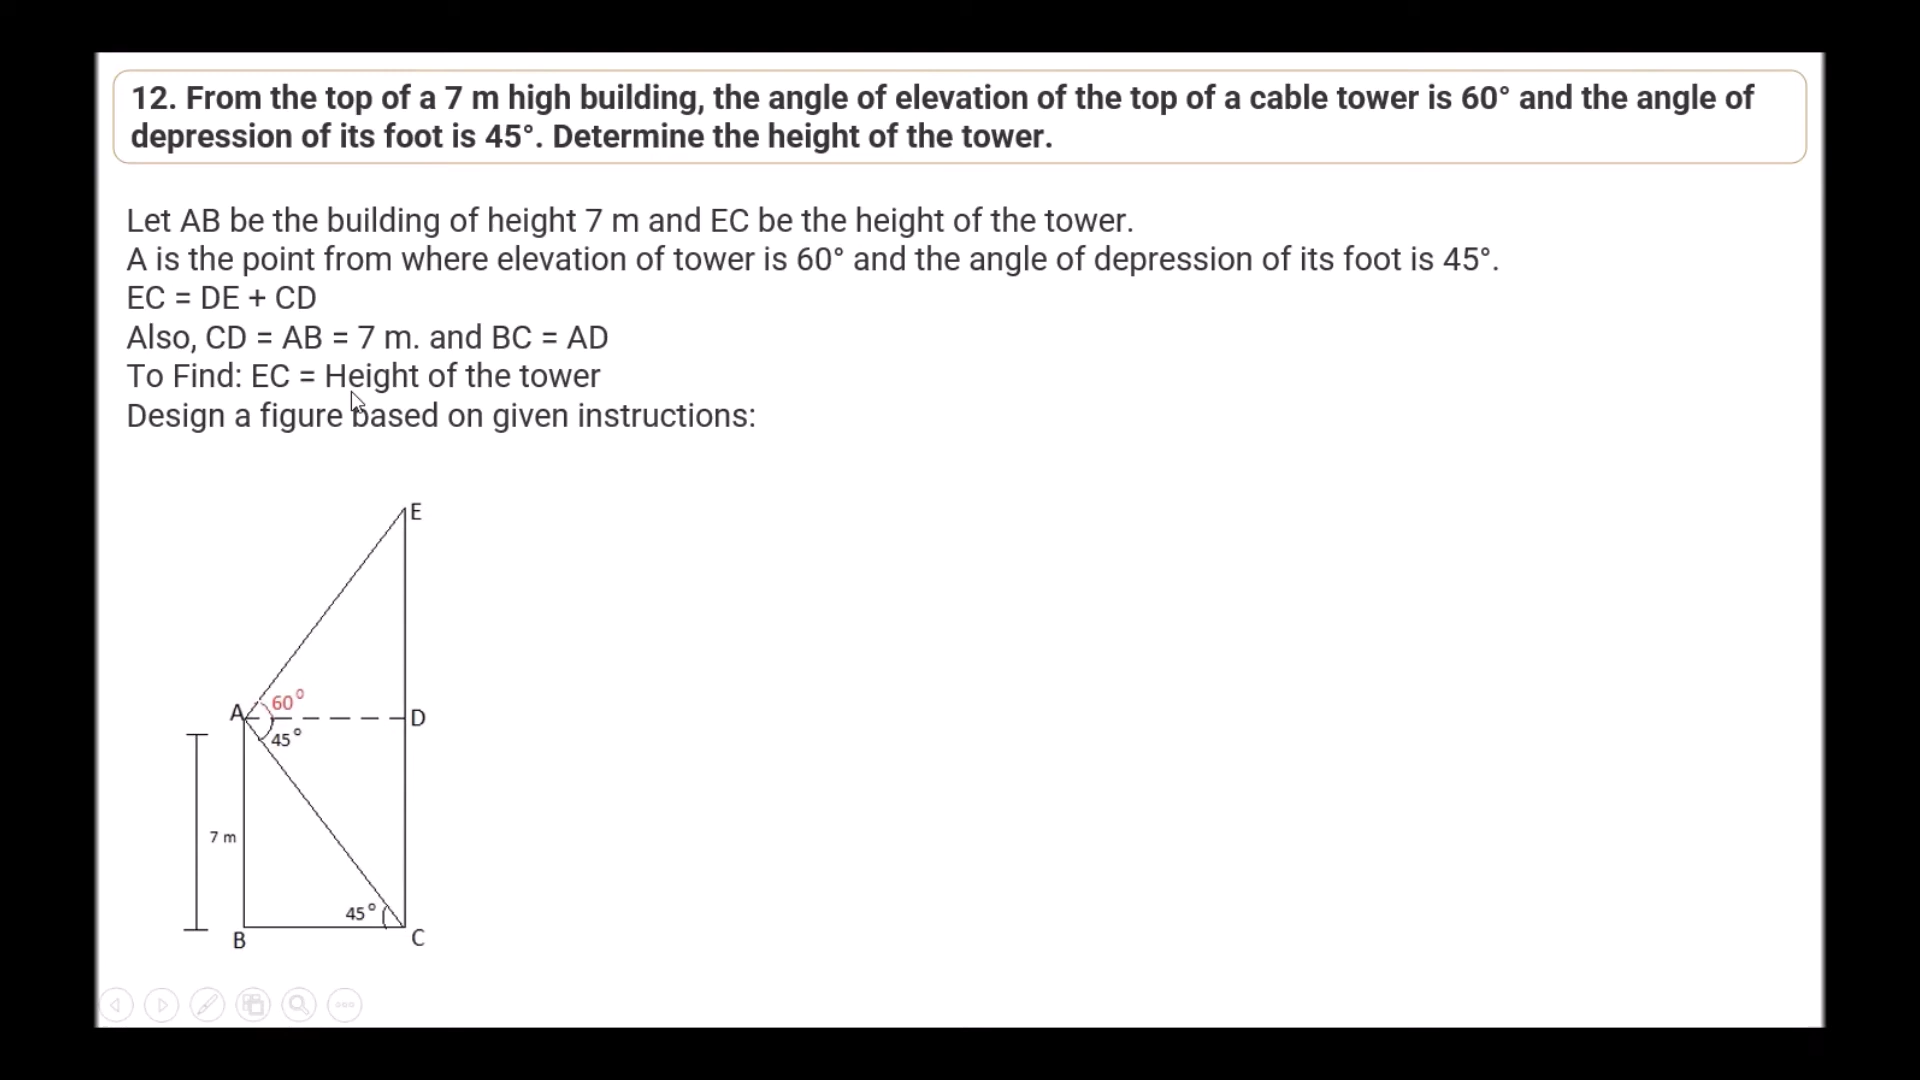 12. From the top of a 7 m high building, the angle of elevation of the top of a cable tower is 60° and the angle of
depression of its foot is 45°. Determine the height of the tower.
Let AB be the building of height 7 m and EC be the height of the tower.
A is the point from where elevation of tower is 60° and the angle of depression of its foot is 45°.
EC = DE + CD
Also, CD = AB = 7 m. and BC = AD
To Find: EC = Height of the tower
Design a figure based on given instructions:
E
60°
A
D
45°
7 m
45°
B
C